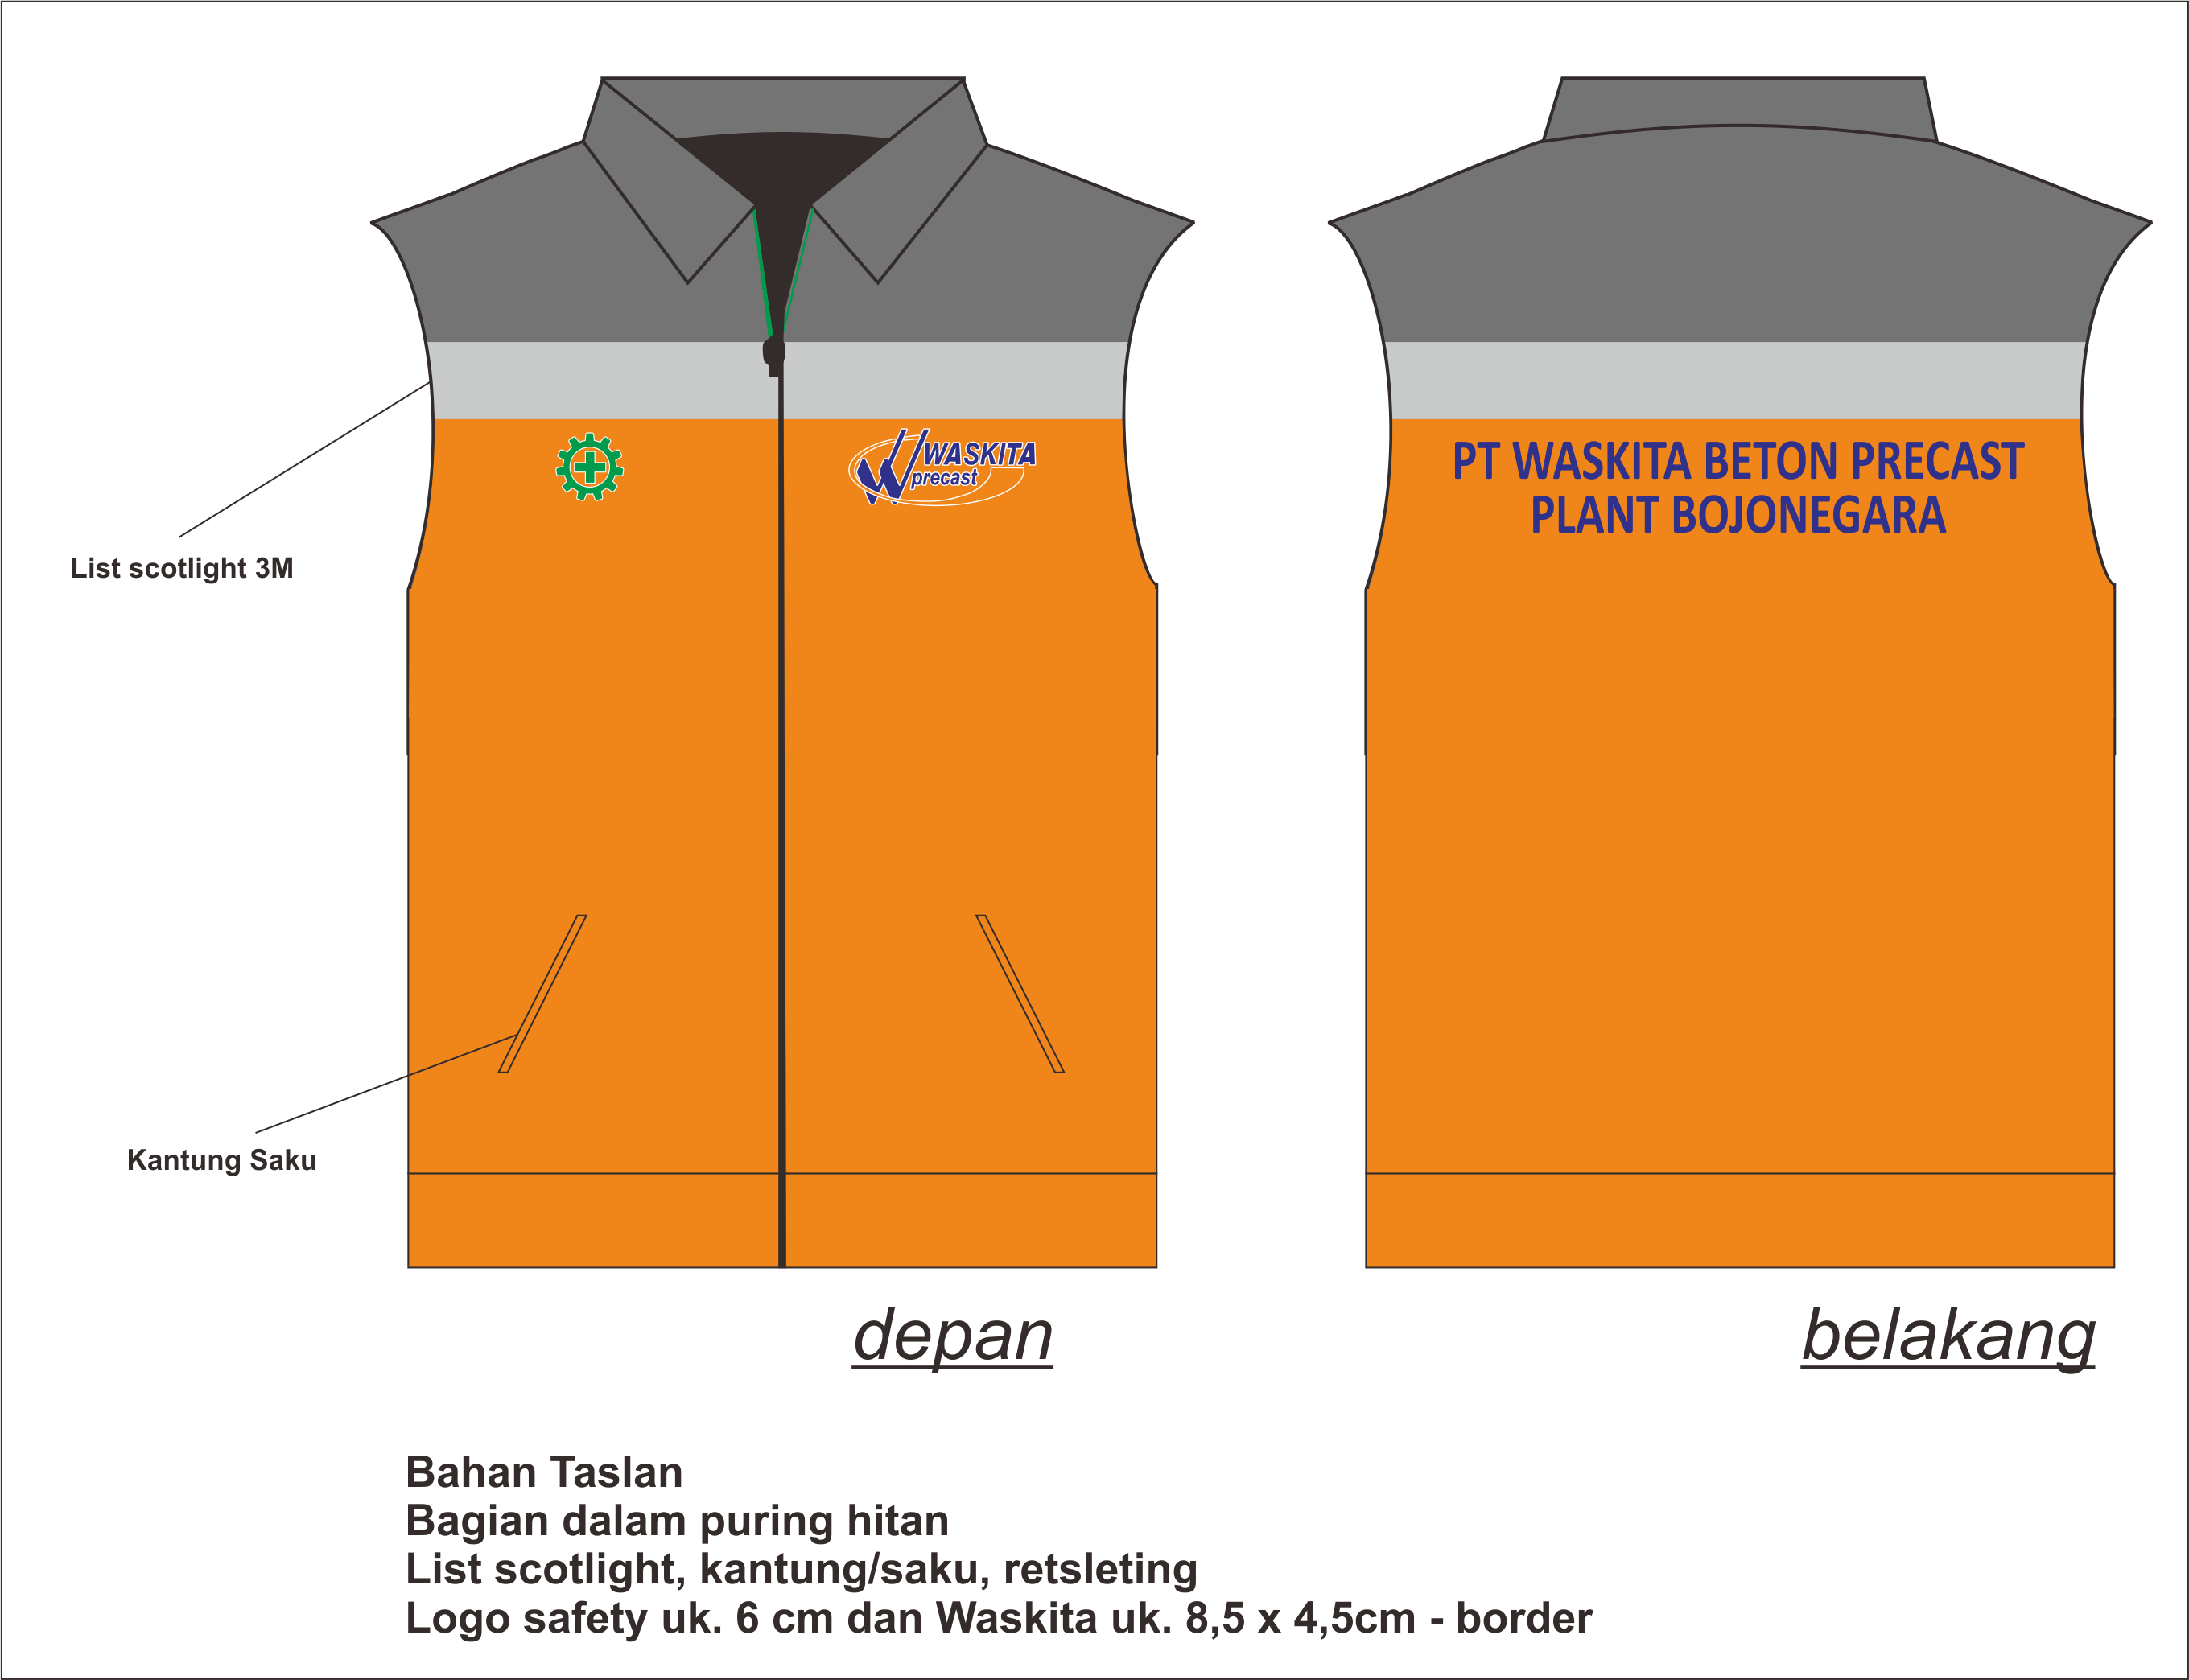 WASKITA
precast
PT WASKITA BETON PRECAST
PLANT BOJONEGARA
List scotlight 3M
Kantung Saku
depan
belakang
Bahan Taslan
Bagian dalam puring hitan
List scotlight, kantung/saku, retsleting
Logo safety uk. 6 cm dan Waskita uk. 8,5 x 4,5cm - border